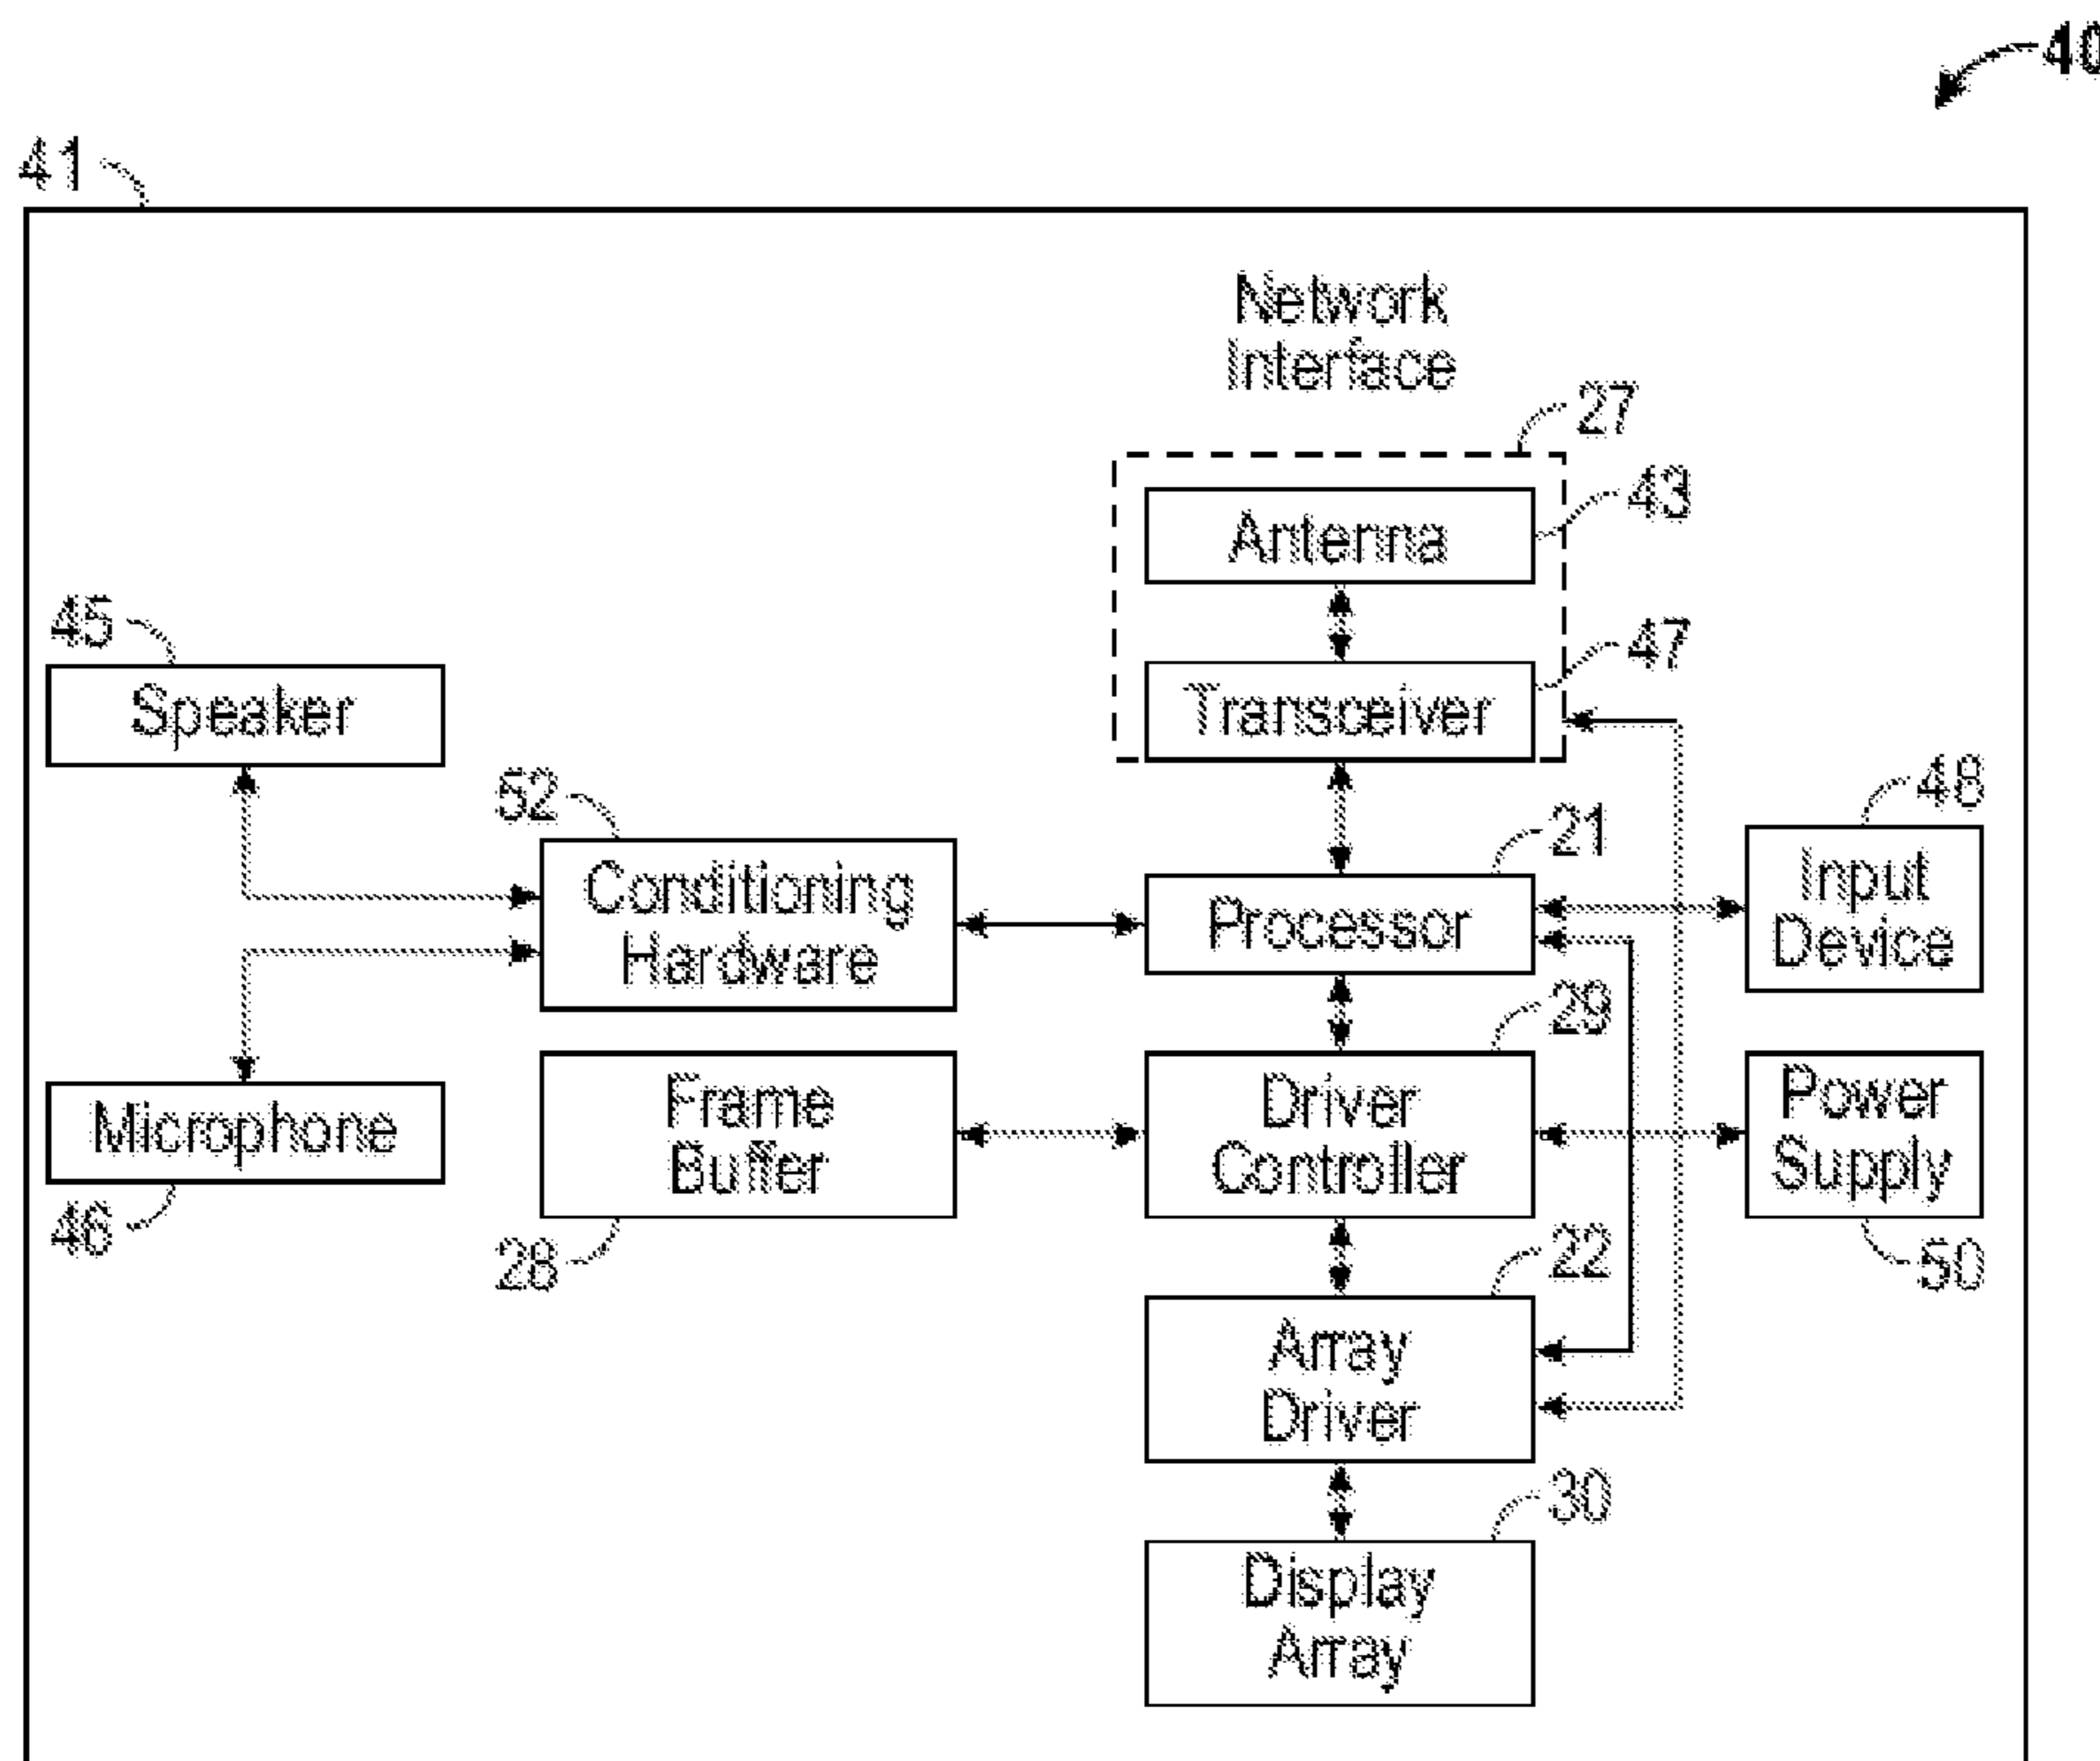 40
41
Network
Interface
27
43
Antenna
47
Transceiver
45
Speaker
52
Conditioning
Hardware
21
Processor
48
Input
Device
29
Driver
Controller
Frame
Buffer
28
Power
Supply
50
Microphone
46
22
Array
Driver
30
Display
Array